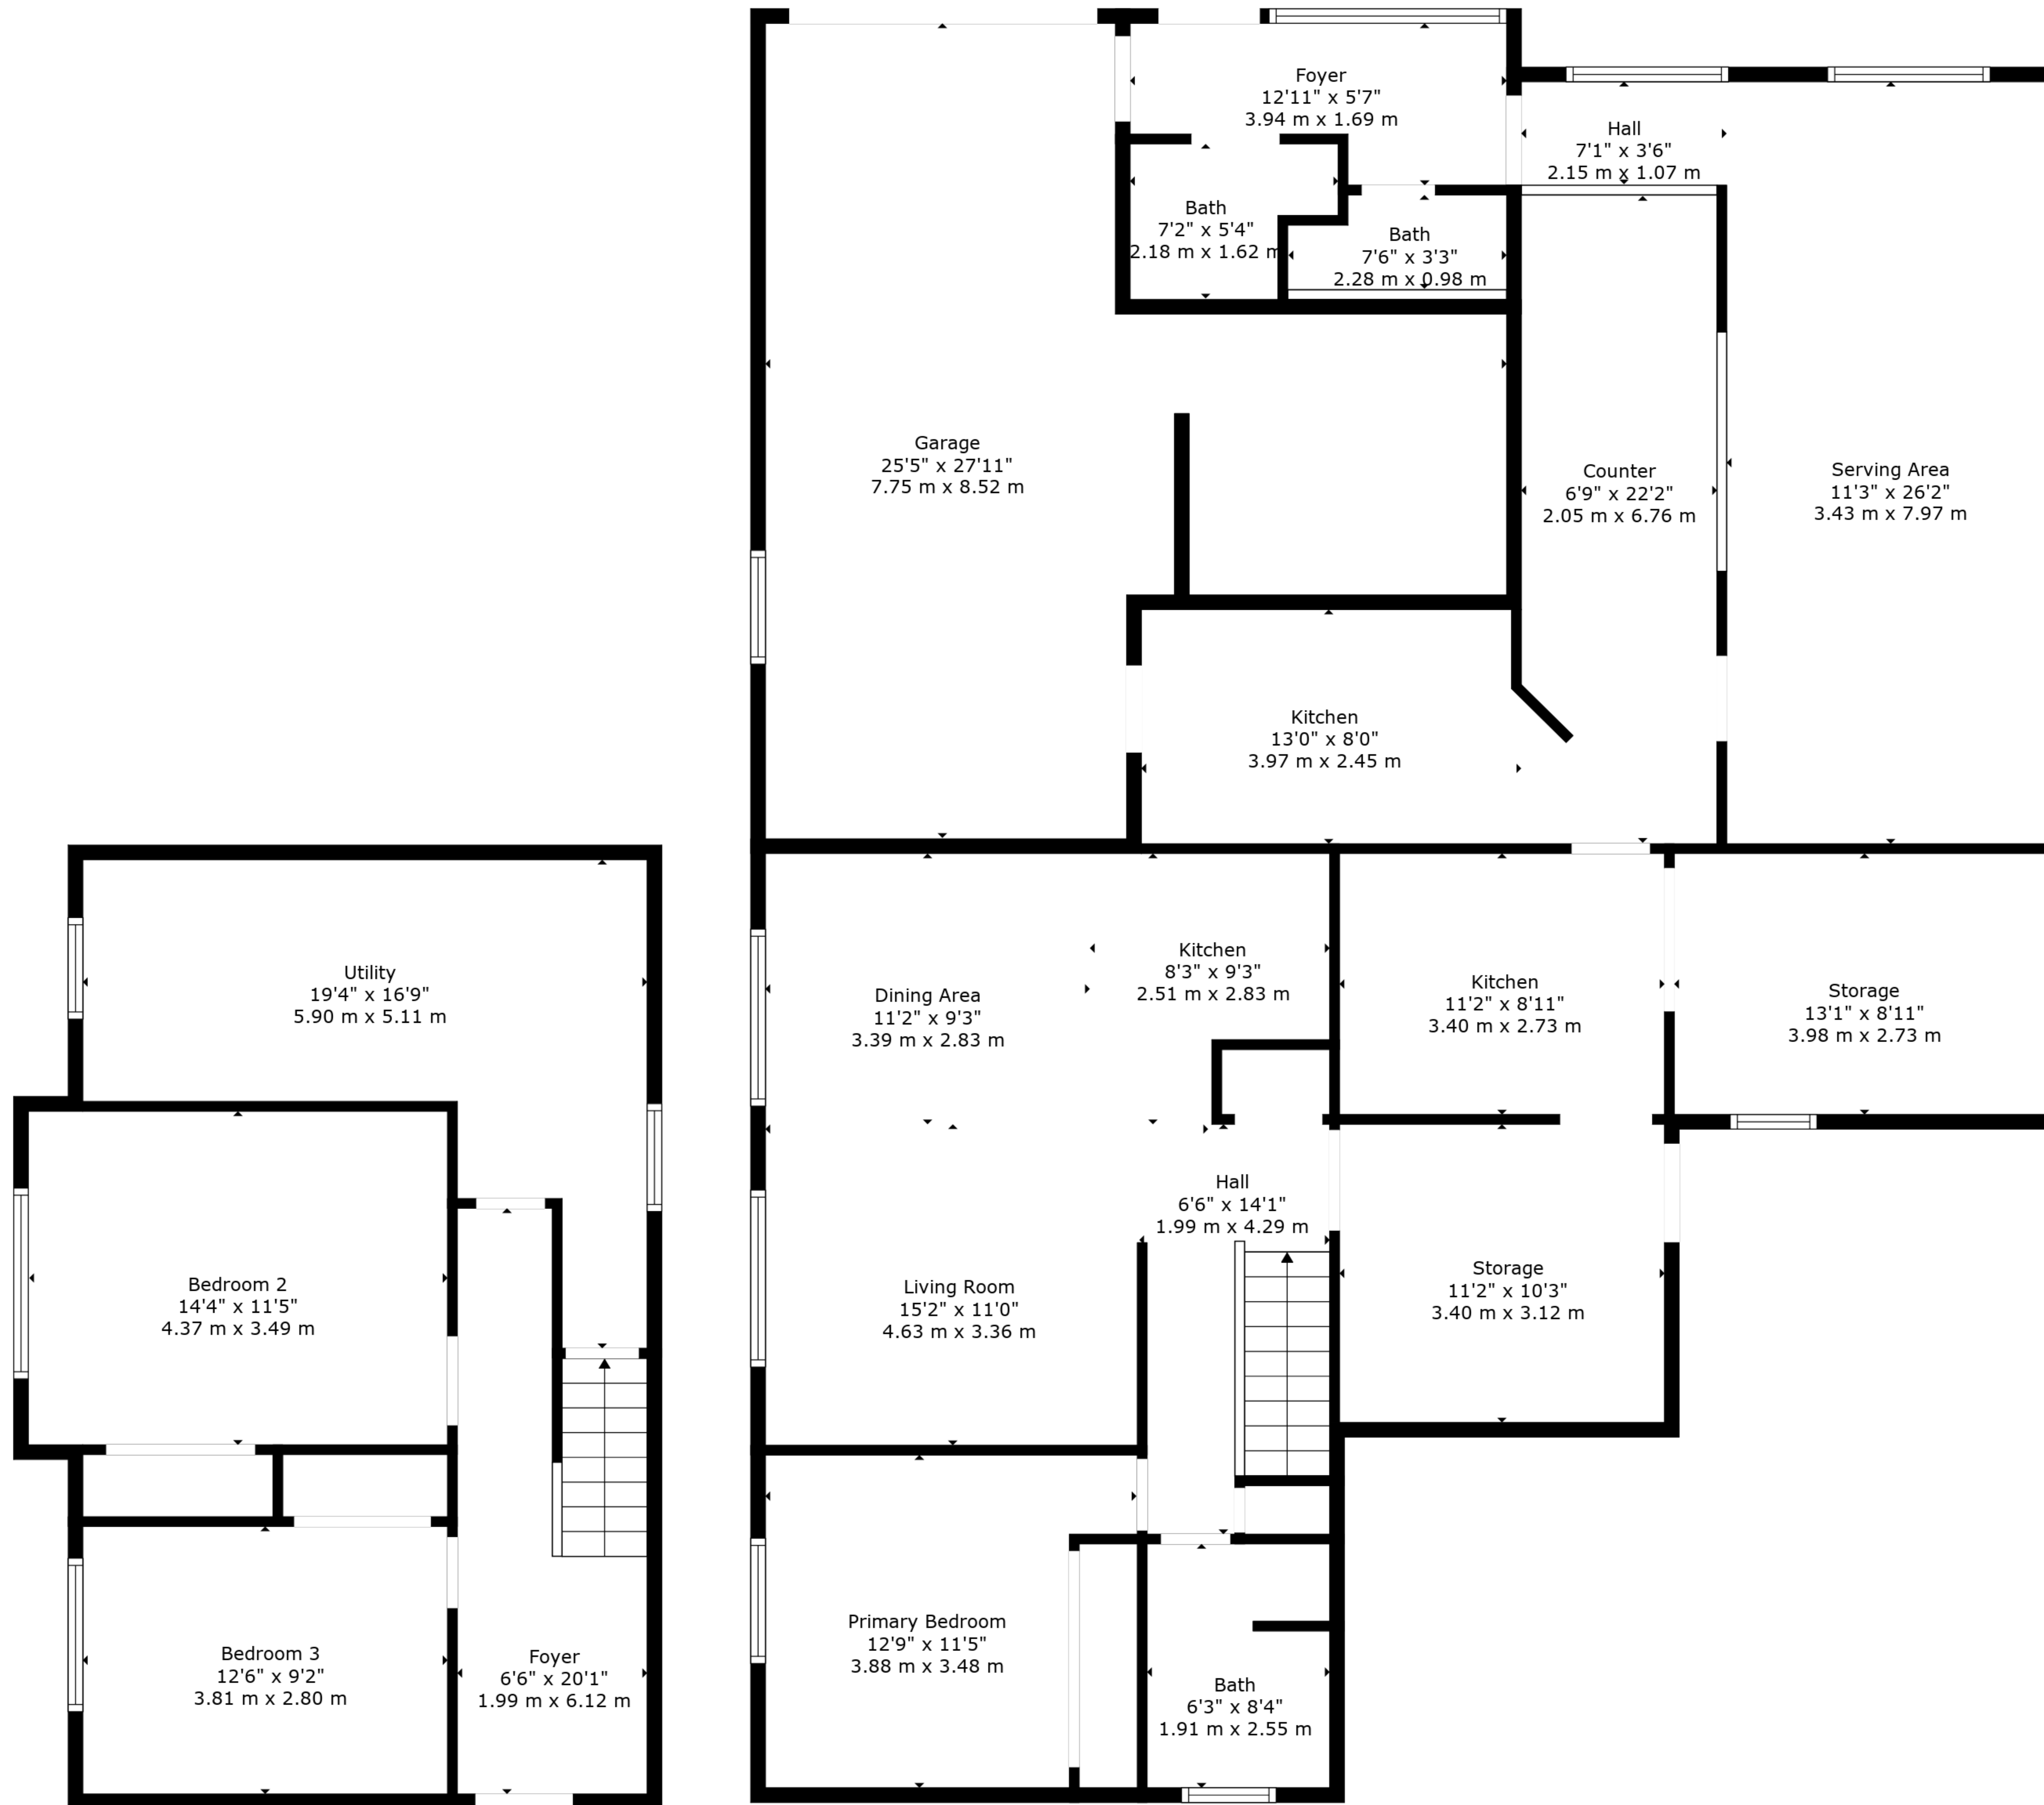 Foyer
12'11" x 5'7"
3.94 m x 1.69 m
Hall
7'1" x 3'6"
2.15 m x 1.07 m
Bath
7'2" x 5'4"
2.18 m x 1.62 m
Bath
7'6" x 3'3"
2.28 m x 0.98 m
Garage
25'5" x 27'11"
7.75 m x 8.52 m
Counter
6'9" x 22'2"
2.05 m x 6.76 m
Serving Area
11'3" x 26'2"
3.43 m x 7.97 m
Kitchen
13'0" x 8'0"
3.97 m x 2.45 m
Utility
19'4" x 16'9"
5.90 m x 5.11 m
Dining Area
11'2" x 9'3"
3.39 m x 2.83 m
Kitchen
8'3" x 9'3"
2.51 m x 2.83 m
Kitchen
11'2" x 8'11"
3.40 m x 2.73 m
Storage
13'1" x 8'11"
3.98 m x 2.73 m
Hall
6'6" x 14'1"
1.99 m x 4.29 m
Bedroom 2
14'4" x 11'5"
4.37 m x 3.49 m
Living Room
15'2" x 11'0"
4.63 m x 3.36 m
Storage
11'2" x 10'3"
3.40 m x 3.12 m
Bedroom 3
12'6" x 9'2"
3.81 m x 2.80 m
Foyer
6'6" x 20'1"
1.99 m x 6.12 m
Primary Bedroom
12'9" x 11'5"
3.88 m x 3.48 m
Bath
6'3" x 8'4"
1.91 m x 2.55 m